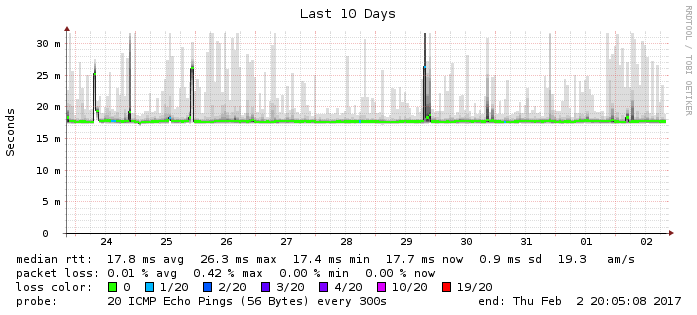 Last 10 Days
RRDTOOL / TOBI OETIKER
Seconds
30 m
25 m
20 m
15 m
10 m
5 m
0
24 25 26 27 28 29 30 31 01 02
median rtt: 17.8 ms avg 26.3 ms max 17.4 ms min 17.7 ms now 0.9 ms sd 19.3 am/s
packet loss: 0.01 % avg 0.42 % max 0.00 % min 0.00 % now
loss color: 0 1/20 2/20 3/20 4/20 10/20 19/20
probe: 20 ICMP Echo Pings (56 Bytes) every 300s end: Thu Feb 2 20:05:08 2017